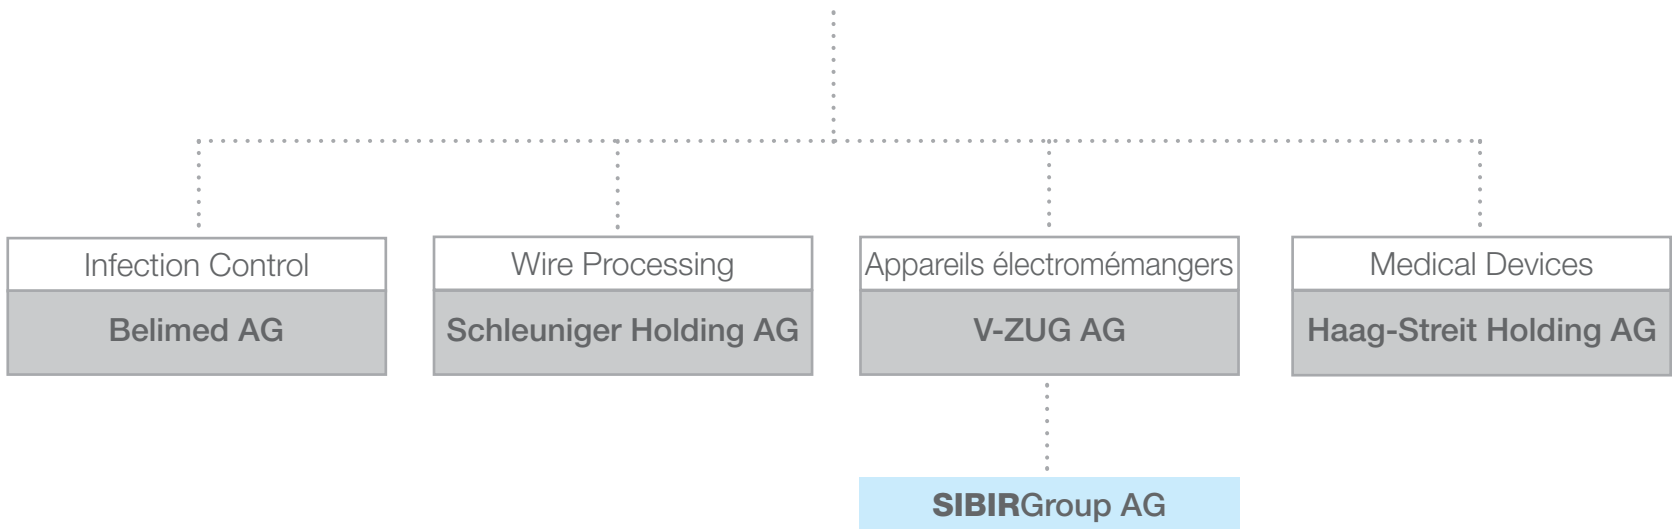 Infection Control
Belimed AG
Wire Processing
Schleuniger Holding AG
Appareils électromémangers
V-ZUG AG
Medical Devices
Haag-Streit Holding AG
SIBIRGroup AG